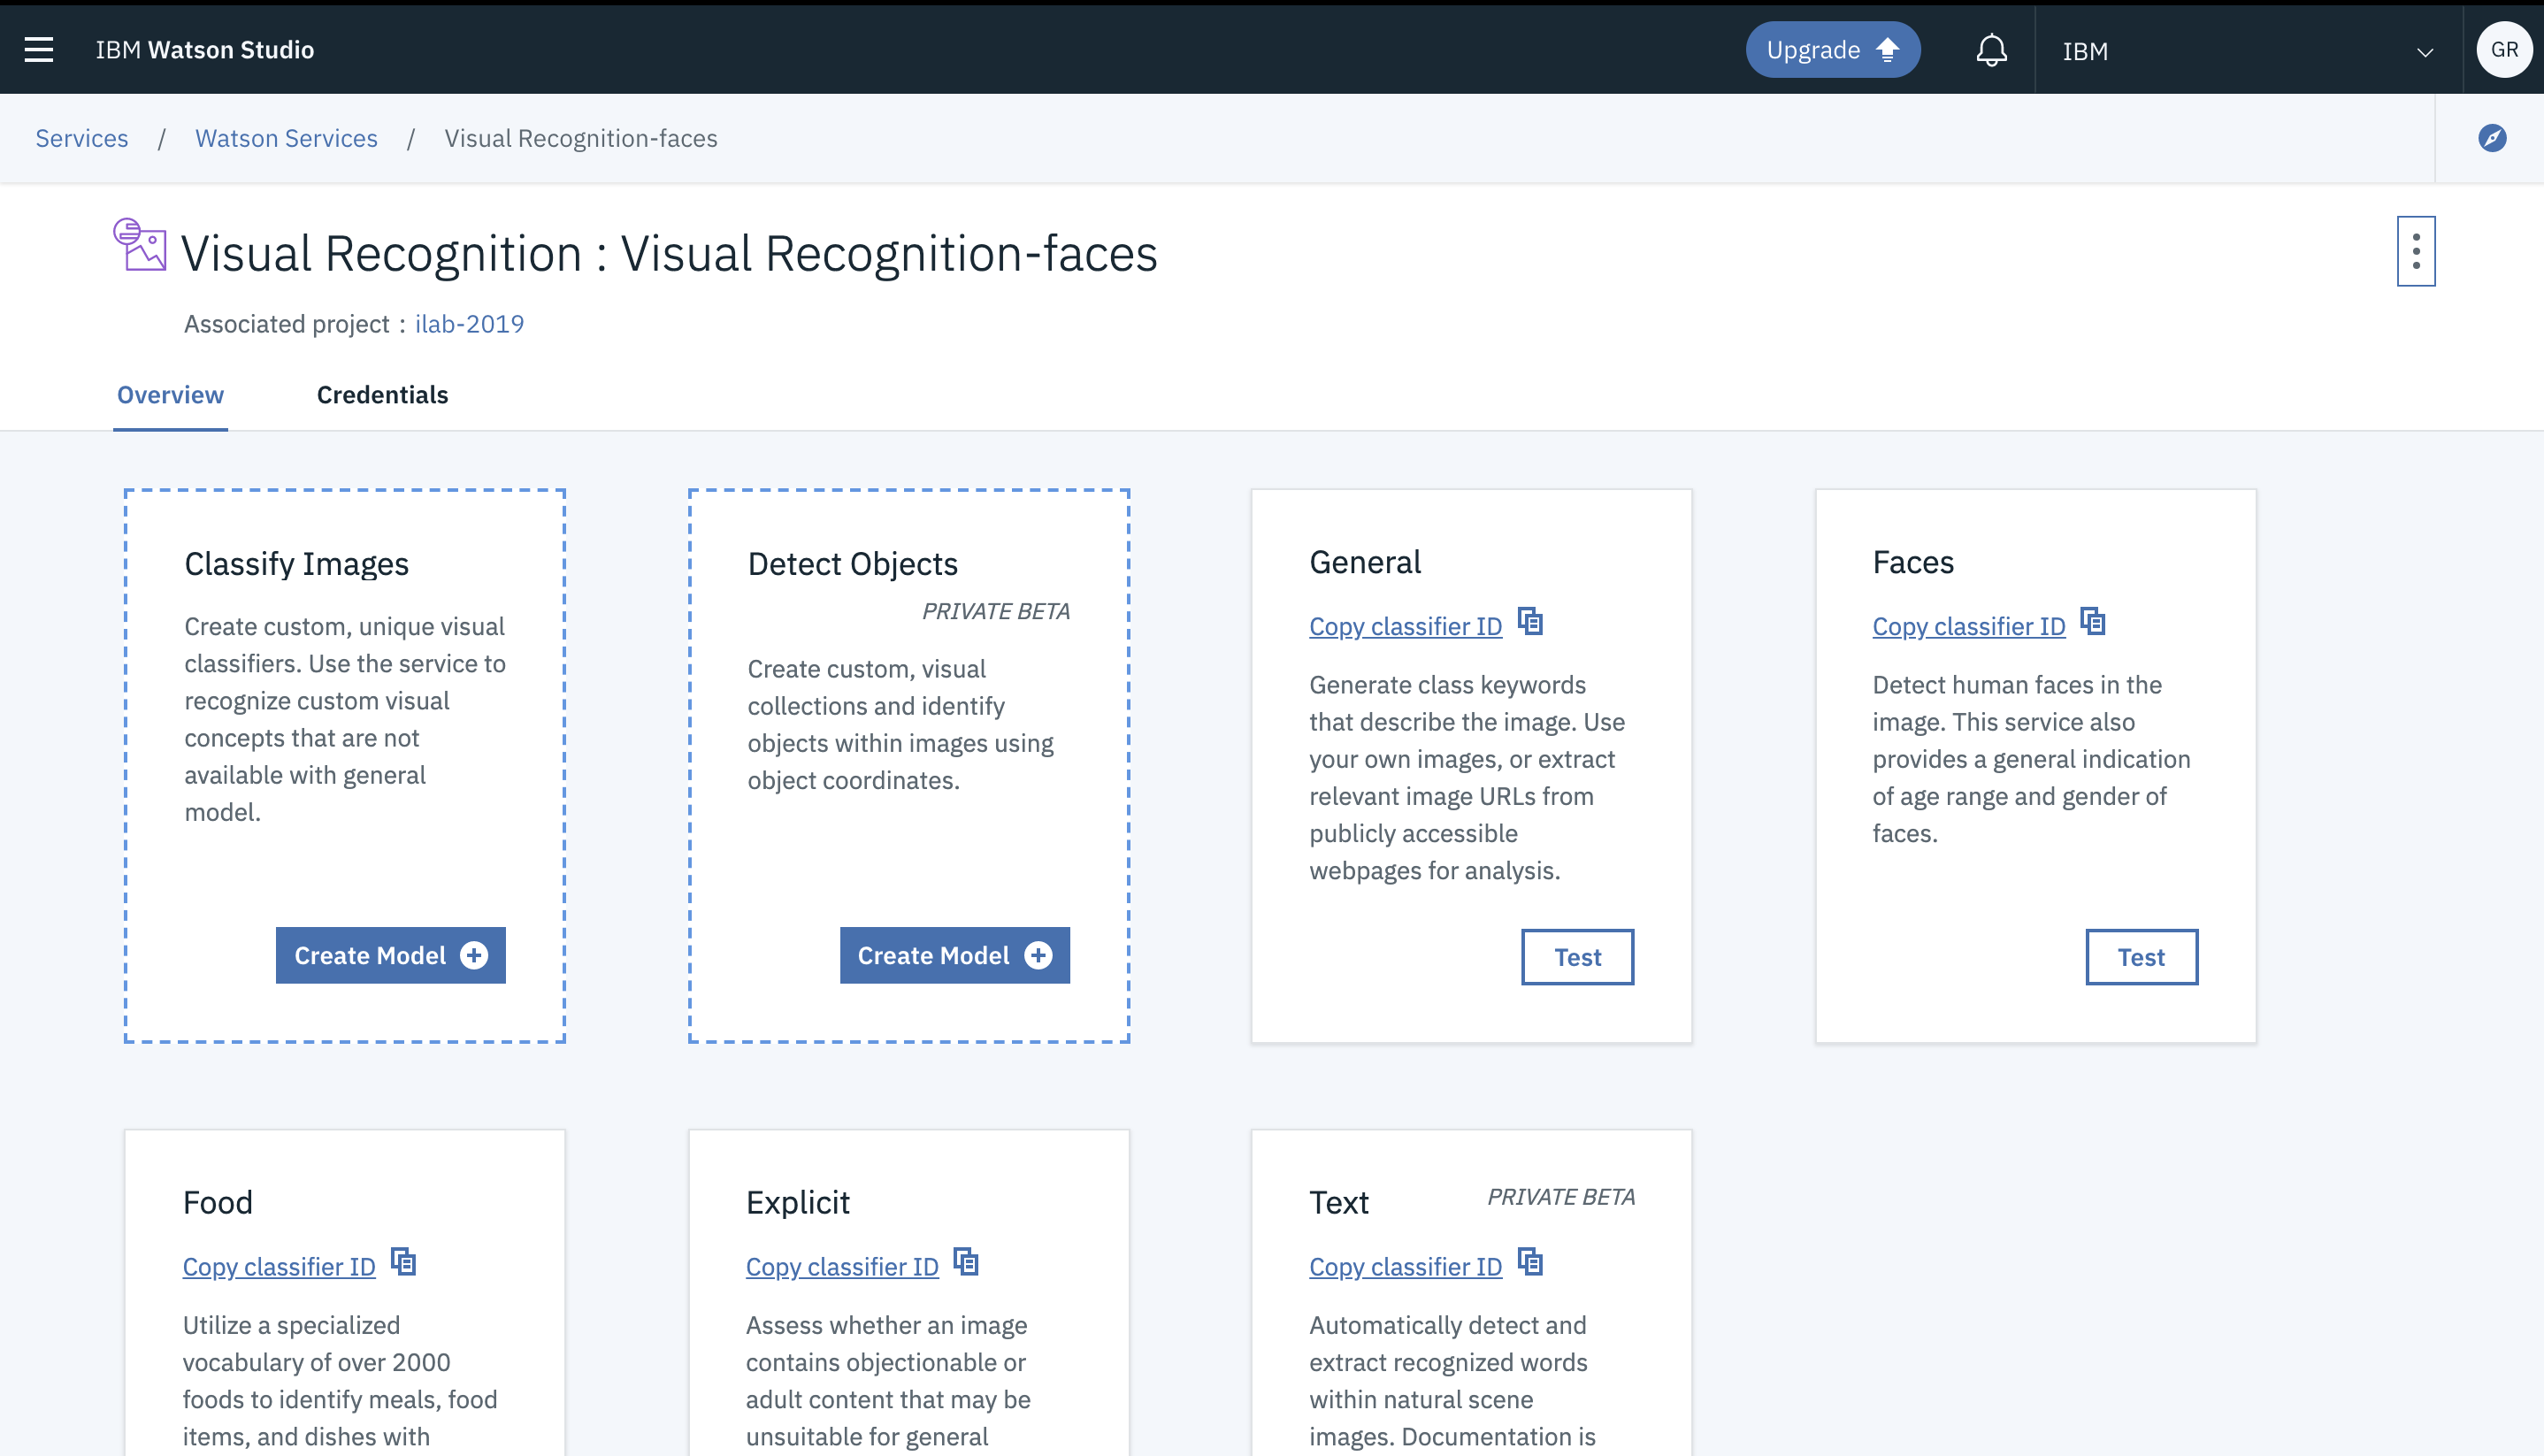 IBM Watson Studio
Upgrade
IBM
GR
Services / Watson Services / Visual Recognition-faces
Visual Recognition : Visual Recognition-faces
Associated project : ilab-2019
Overview
Credentials
Classify Images
Create custom, unique visual
classifiers. Use the service to
recognize custom visual
concepts that are not
available with general
model.
Create Model
Detect Objects
PRIVATE BETA
Create custom, visual
collections and identify
objects within images using
object coordinates.
Create Model
General
Copy classifier ID
Generate class keywords
that describe the image. Use
your own images, or extract
relevant image URLs from
publicly accessible
webpages for analysis.
Test
Faces
Copy classifier ID
Detect human faces in the
image. This service also
provides a general indication
of age range and gender of
faces.
Test
Food
Copy classifier ID
Utilize a specialized
vocabulary of over 2000
foods to identify meals, food
items, and dishes with
Explicit
Copy classifier ID
Assess whether an image
contains objectionable or
adult content that may be
unsuitable for general
Text
PRIVATE BETA
Copy classifier ID
Automatically detect and
extract recognized words
within natural scene
images. Documentation is